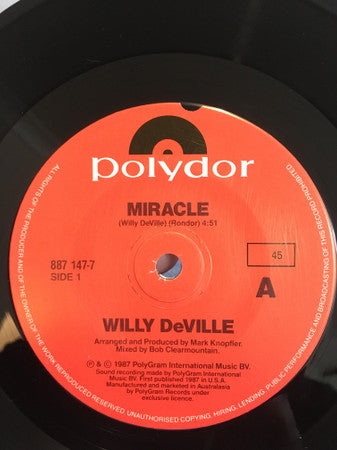 polydor
MIRACLE
(Willy DeVille) (Rondor) 4:51
887 147-7
SIDE 1
45
A
WILLY DeVILLE
Arranged and Produced by Mark Knopfler.
Mixed by Bob Clearmountain.
℗ & © 1987 PolyGram International Music BV.
Sound recording made by PolyGram International
Music BV. First published 1987 in U.S.A.
Manufactured and marketed in Australasia
by PolyGram Records under
exclusive licence.
ALL RIGHTS OF THE PRODUCER AND OF THE OWNER OF THE WORK REPRODUCED RESERVED UNAUTHORISED COPYING, HIRING, LENDING, PUBLIC PERFORMANCE AND BROADCASTING OF THIS RECORD PROHIBITED